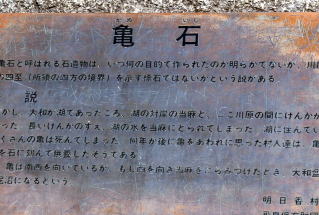 かめ いし
亀 石
亀石と呼ばれる石造物は、いつ何の目的で作られたのか明らかでないが、川原
の四至(所領の四方の境界)を示す標石ではないかという説がある。
説
かし、大和が湖であったころ、湖の対岸の当麻と、ここ川原の間にけんかが
った。長いけんかのすえ、湖の水を当麻にとられてしまった。湖に住んでい
くさんの亀は死んでしまった。何年か後に亀をあわれに思った村人達は、亀
を石に刻んで供養したそうである。
亀は南西を向いているが、もし西を向き当麻をにらみつけたとき、大和盆
泥沼になるという。
明日香村